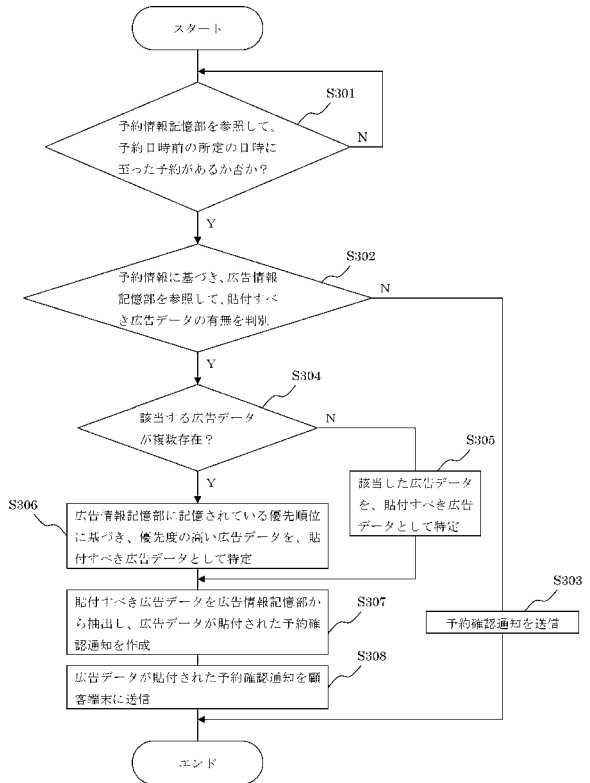 スタート
S301
予約情報記憶部を参照して、
予約日時前の所定の日時に
至った予約があるか否か?
N
Y
S302
予約情報に基づき、広告情報
記憶部を参照して、貼付すべ
き広告データの有無を判別
N
Y
S304
該当する広告データ
が複数存在?
N
Y
S305
該当した広告データ
を、貼付すべき広告
データとして特定
S306
広告情報記憶部に記憶されている優先順位
に基づき、優先度の高い広告データを、貼
付すべき広告データとして特定
S303
予約確認通知を送信
S307
貼付すべき広告データを広告情報記憶部か
ら抽出し、広告データが貼付された予約確
認通知を作成
S308
広告データが貼付された予約確認通知を顧
客端末に送信
エンド